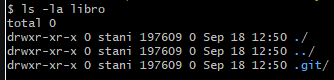 $ ls -la libro
total 0
drwxr-xr-x 0 stani 197609 0 Sep 18 12:50 ./
drwxr-xr-x 0 stani 197609 0 Sep 18 12:50 ../
drwxr-xr-x 0 stani 197609 0 Sep 18 12:50 .git/